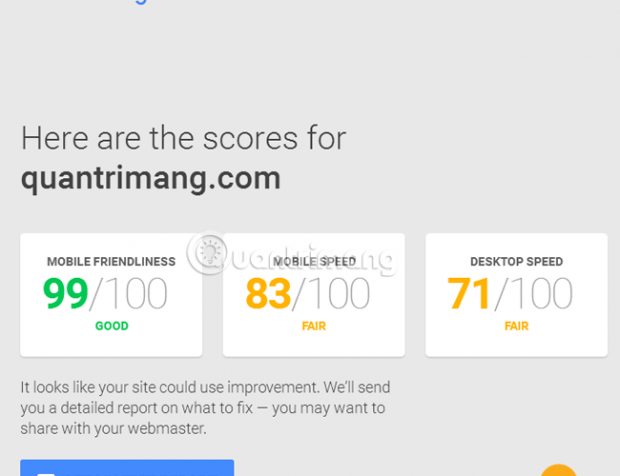 Here are the scores for
quantrimang.com
MOBILE FRIENDLINESS
99/100
GOOD
MOBILE SPEED
83/100
FAIR
DESKTOP SPEED
71/100
FAIR
Quantrimang
It looks like your site could use improvement. We'll send
you a detailed report on what to fix — you may want to
share with your webmaster.